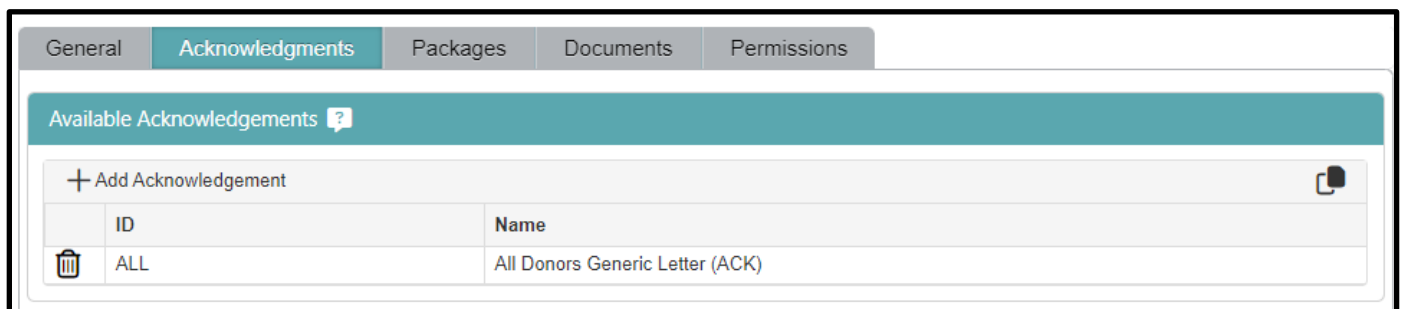 General Acknowledgments Packages Documents Permissions
Available Acknowledgements ?
Add Acknowledgement
ID Name
ALL All Donors Generic Letter (ACK)